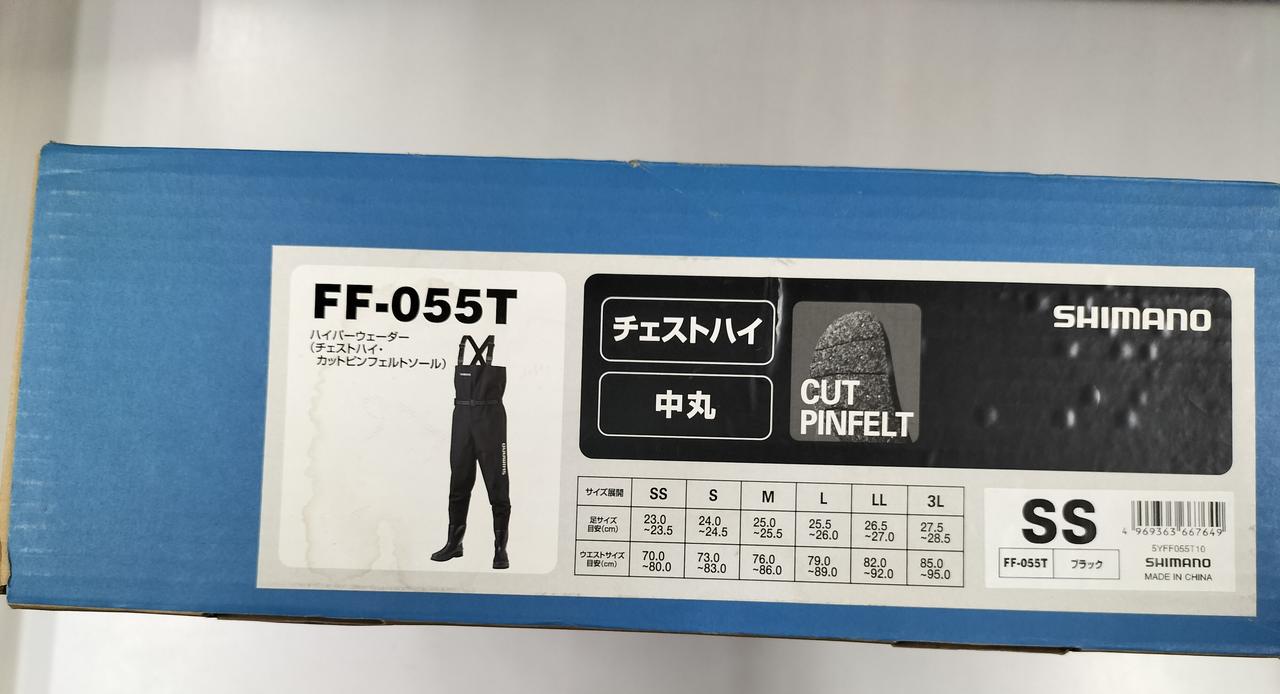 FF-055T
ハイパーウェーダー
(チェストハイ・
カットピンフェルトソール)
SHIMANO
チェストハイ
中丸
CUT
PINFELT
SHIMANO
サイズ展開 SS S M L LL 3L
足サイズ 目安(cm) 23.0 ~23.5 24.0 ~24.5 25.0 ~25.5 25.5 ~26.0 26.5 ~27.0 27.5 ~28.5
ウエストサイズ 目安(cm) 70.0 ~80.0 73.0 ~83.0 76.0 ~86.0 79.0 ~89.0 82.0 ~92.0 85.0 ~95.0
SS
FF-055T ブラック
4 969363 667649
5YFF055T10
SHIMANO
MADE IN CHINA